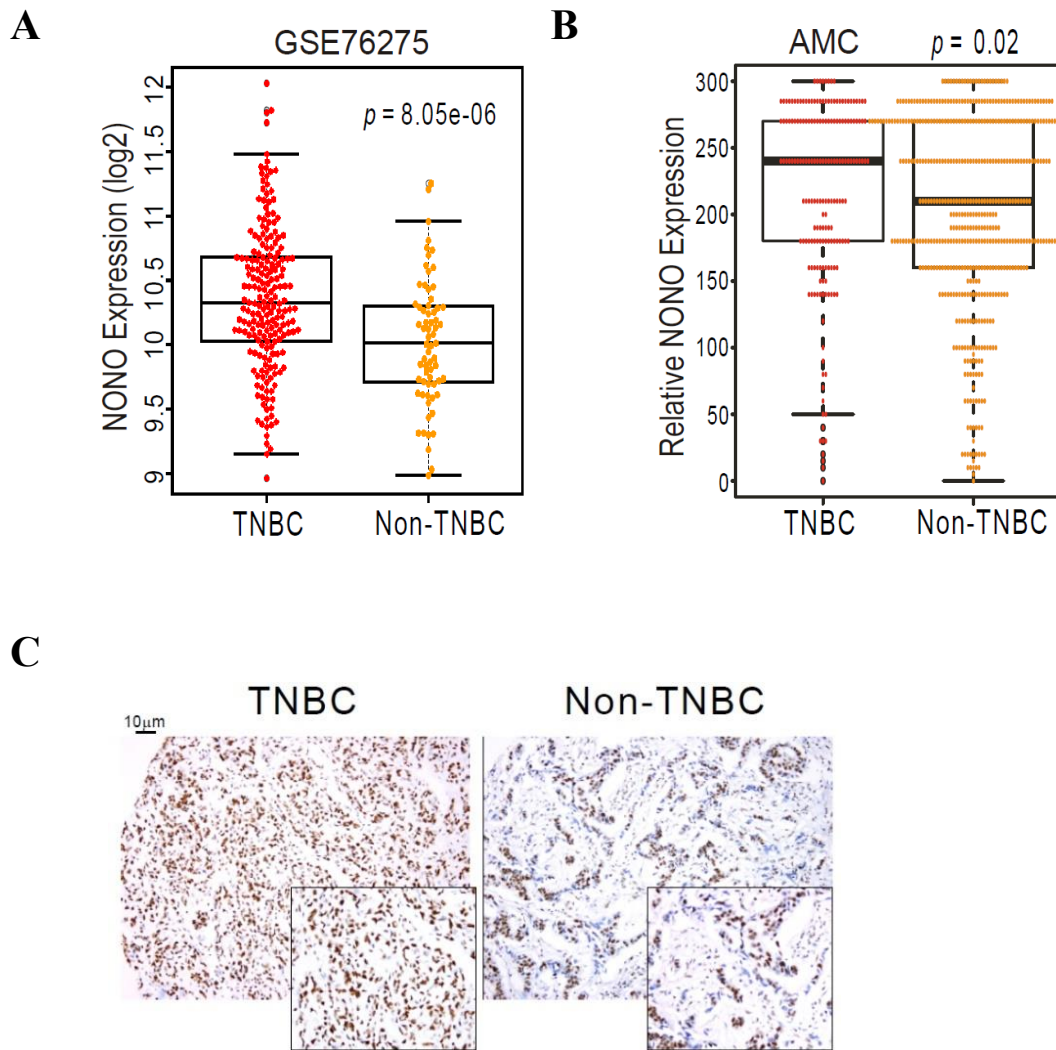 A
GSE76275
NONO Expression (log2)
12
11.5
11
10.5
10
9.5
9
p = 8.05e-06
TNBC
Non-TNBC
B
AMC
p = 0.02
Relative NONO Expression
300
250
200
150
100
50
0
TNBC
Non-TNBC
C
TNBC
Non-TNBC
10μm